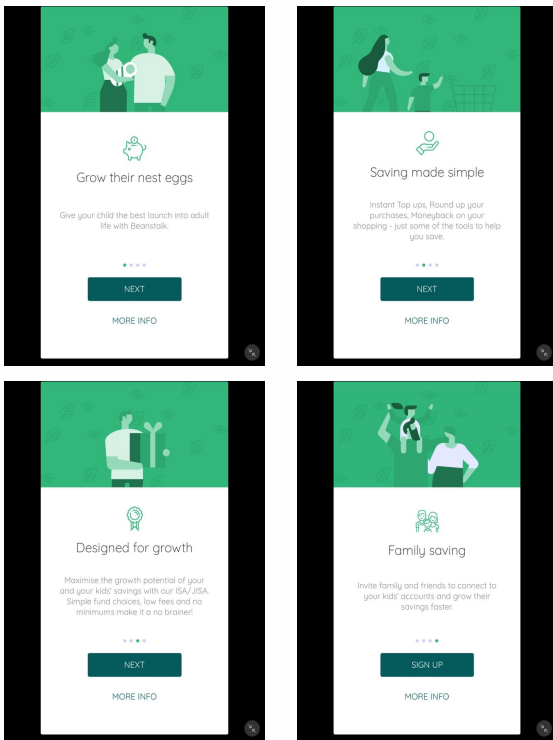 Grow their nest eggs
Give your child the best launch into adult
life with Beanstalk.
NEXT
MORE INFO
Saving made simple
Instant Top ups, Round up your
purchases, Moneyback on your
shopping - just some of the tools to help
you save.
NEXT
MORE INFO
Designed for growth
Maximise the growth potential of your
and your kids' savings with our ISA/JISA.
Simple fund choices, low fees and no
minimums make it a no brainer!
NEXT
MORE INFO
Family saving
Invite family and friends to connect to
your kids' accounts and grow their
savings faster.
SIGN UP
MORE INFO